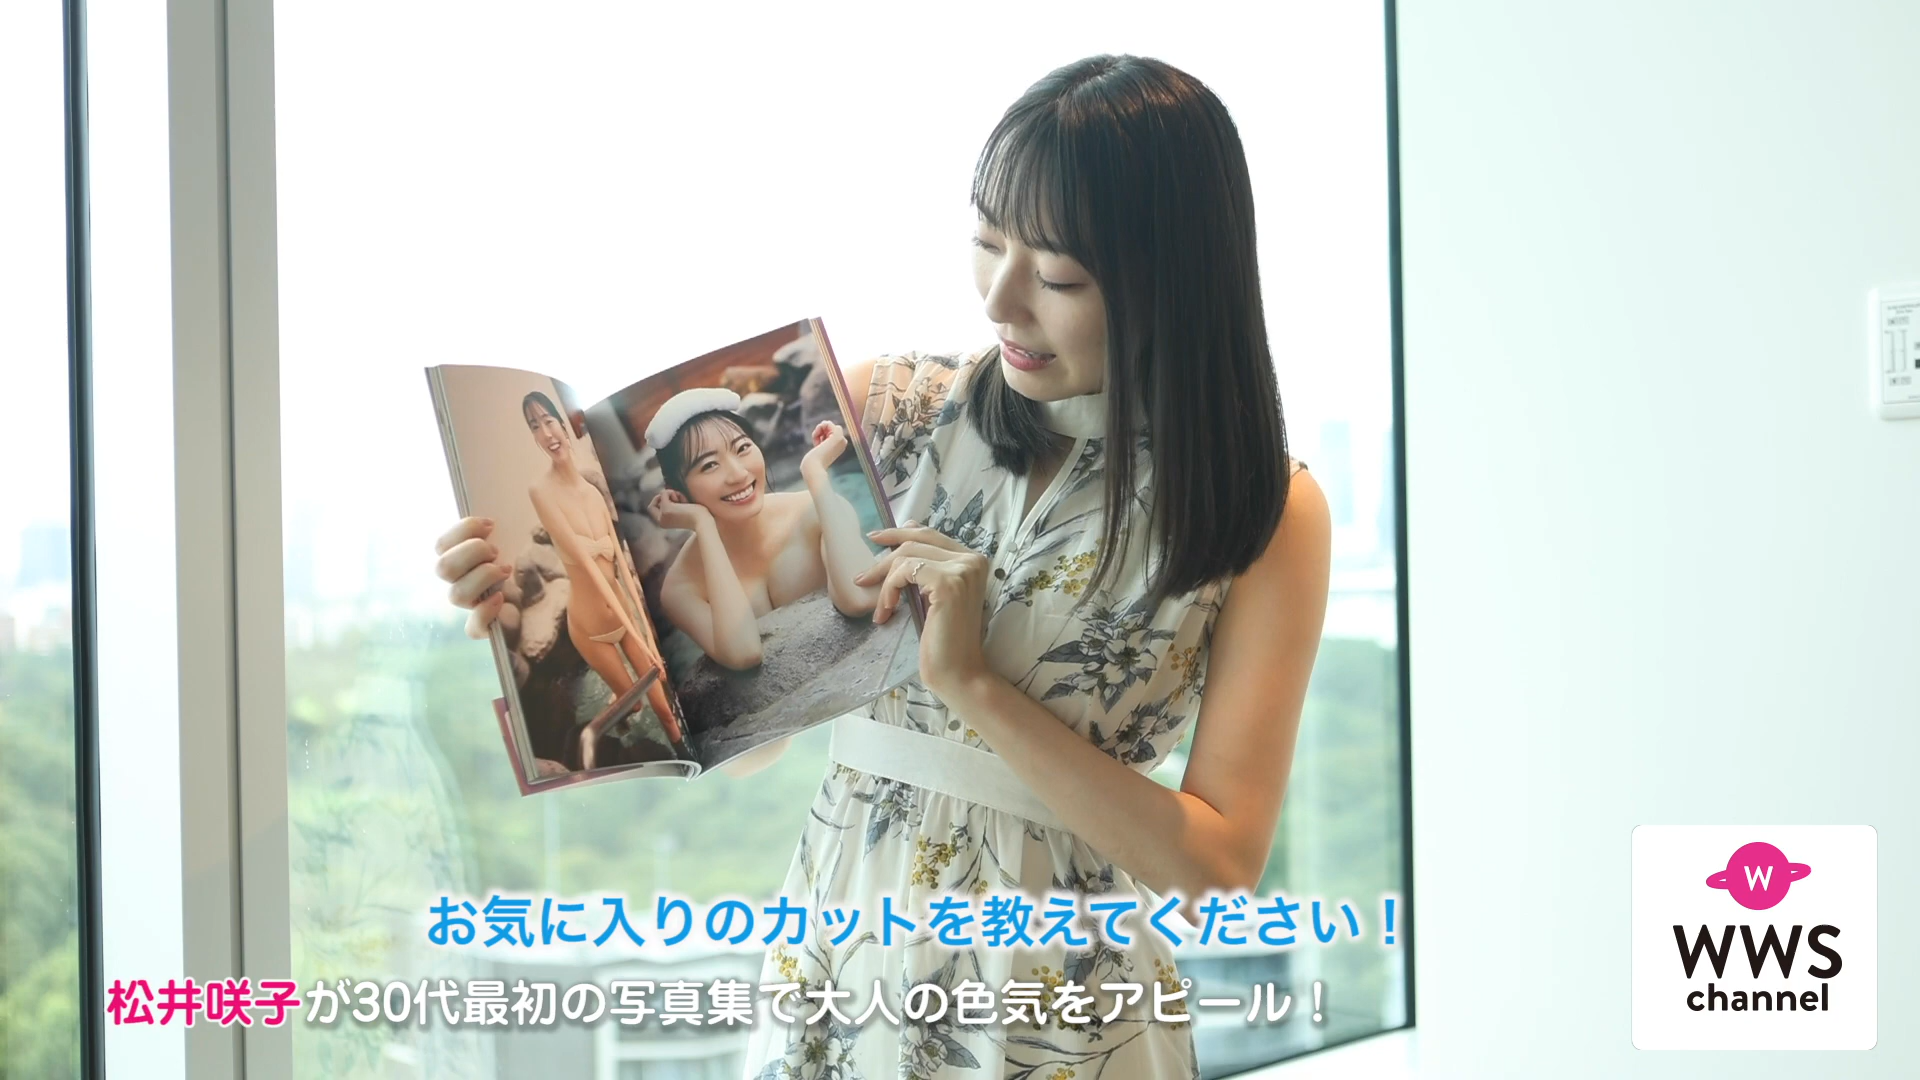 お気に入りのカットを教えてください！
松井咲子が30代最初の写真集で大人の色気をアピール！
W
WWS
channel